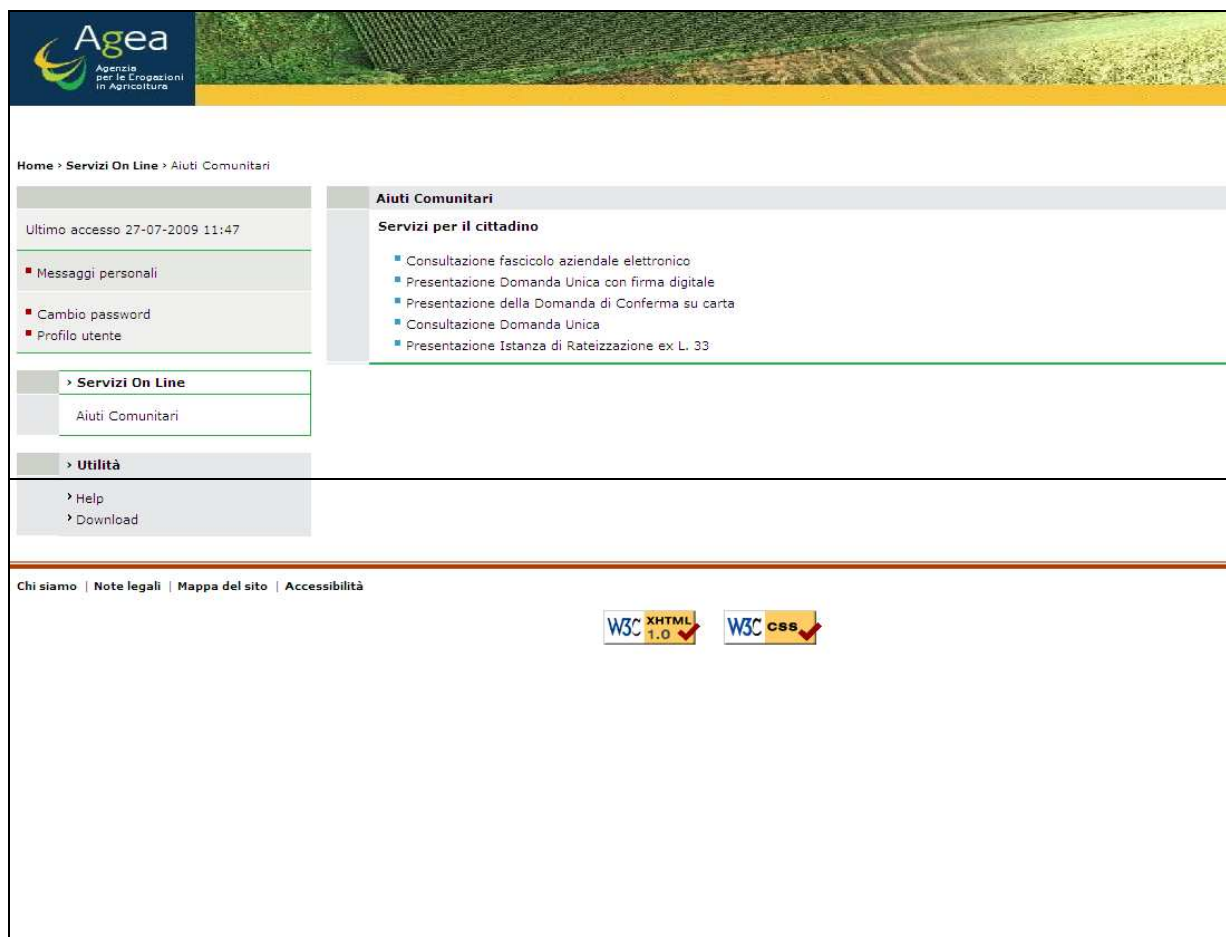 Agea
Agenzia
per le Erogazioni
in Agricoltura
Home › Servizi On Line › Aiuti Comunitari
Ultimo accesso 27-07-2009 11:47
Messaggi personali
Cambio password
Profilo utente
› Servizi On Line
Aiuti Comunitari
› Utilità
› Help
› Download
Aiuti Comunitari
Servizi per il cittadino
Consultazione fascicolo aziendale elettronico
Presentazione Domanda Unica con firma digitale
Presentazione della Domanda di Conferma su carta
Consultazione Domanda Unica
Presentazione Istanza di Rateizzazione ex L. 33
Chi siamo | Note legali | Mappa del sito | Accessibilità
W3C XHTML 1.0
W3C css